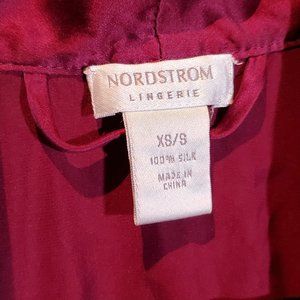 NORDSTROM
LINGERIE
XS/S
100% SILK
MADE IN
CHINA